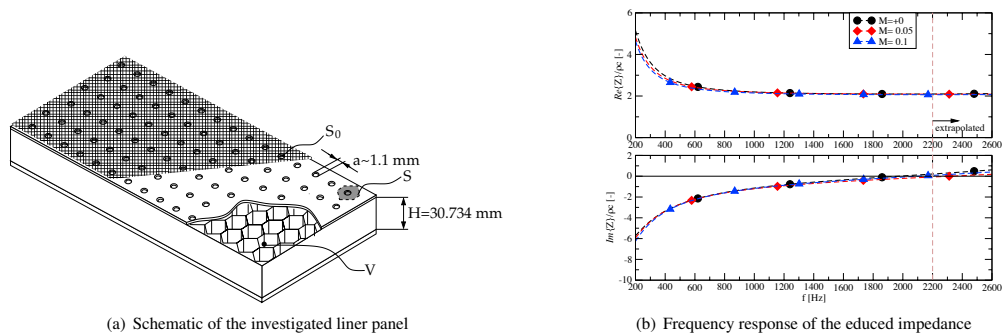 S₀
a~1.1 mm
S
H=30.734 mm
V
(a) Schematic of the investigated liner panel
6
4
2
0
Re{Z}/ρc [-]
M=+0
M= 0.05
M= 0.1
extrapolated
200 400 600 800 1000 1200 1400 1600 1800 2000 2200 2400 2600
2
0
-2
-4
-6
-8
-10
Im{Z}/ρc [-]
200 400 600 800 1000 1200 1400 1600 1800 2000 2200 2400 2600
f [Hz]
(b) Frequency response of the educed impedance